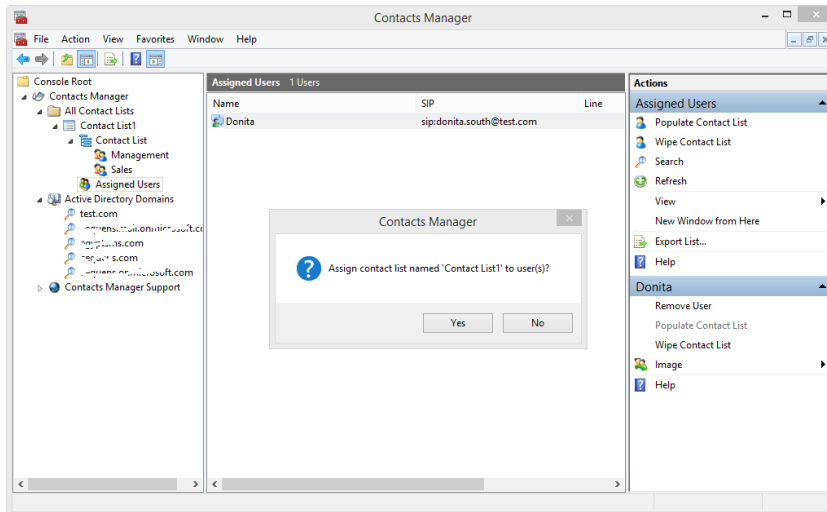 Contacts Manager
File Action View Favorites Window Help
Console Root
Contacts Manager
All Contact Lists
Contact List1
Contact List
Management
Sales
Assigned Users
Active Directory Domains
test.com
Contacts Manager Support
Assigned Users 1 Users
Name SIP Line
Donita sip:donita.south@test.com
Contacts Manager
Assign contact list named 'Contact List1' to user(s)?
Yes No
Actions
Assigned Users
Populate Contact List
Wipe Contact List
Search
Refresh
View
New Window from Here
Export List...
Help
Donita
Remove User
Populate Contact List
Wipe Contact List
Image
Help